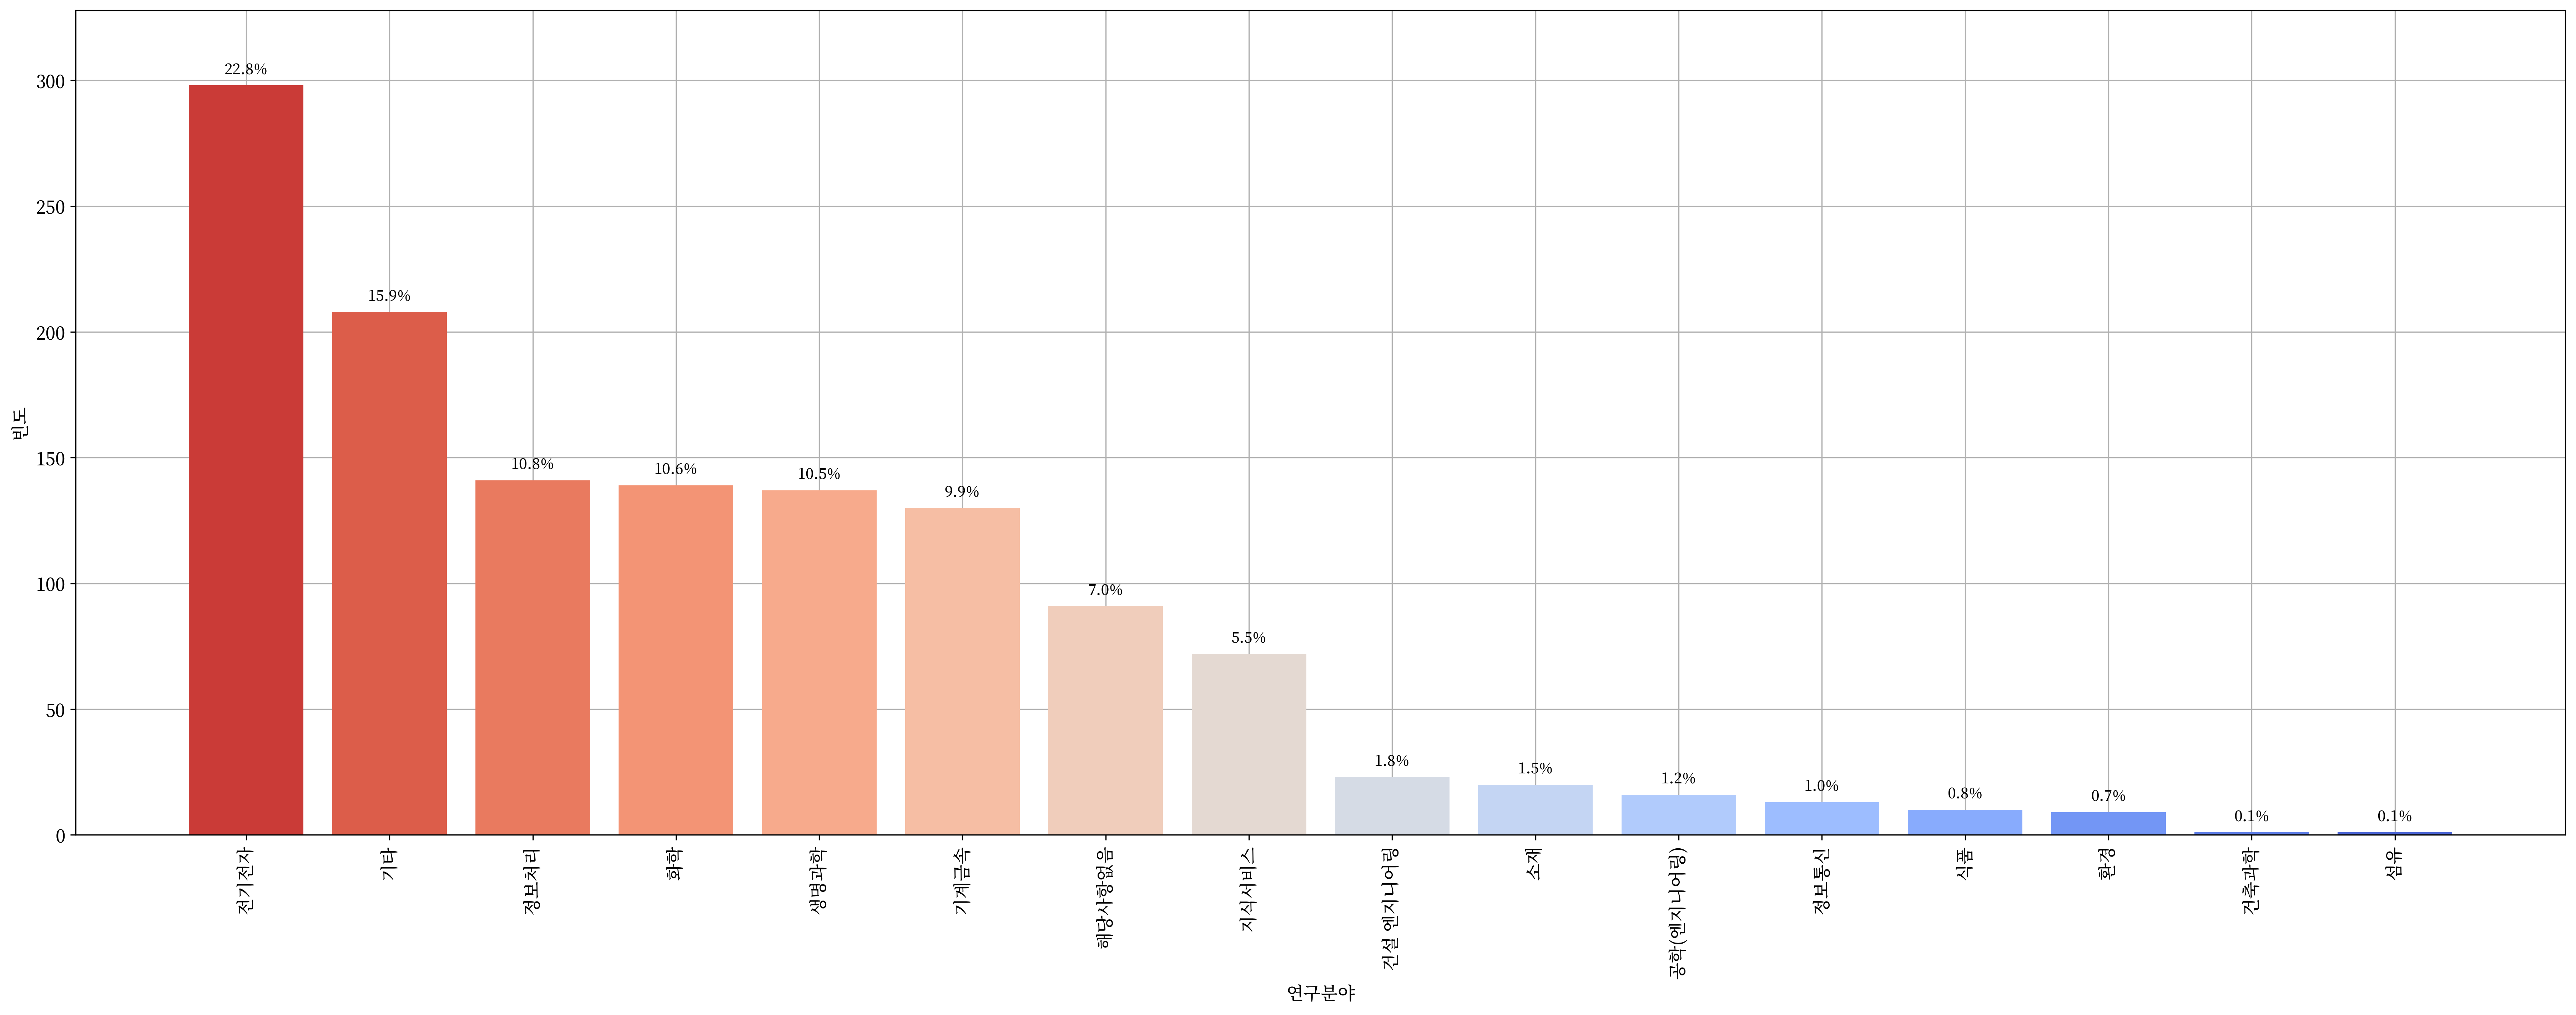 22.8%
15.9%
10.8%
10.6%
10.5%
9.9%
7.0%
5.5%
1.8%
1.5%
1.2%
1.0%
0.8%
0.7%
0.1%
0.1%
300
250
200
150
100
50
0
빈도
전기전자
기타
정보처리
화학
생명과학
기계금속
해당사항없음
지식서비스
건설 엔지니어링
소재
공학(엔지니어링)
정보통신
식품
환경
건축과학
섬유
연구분야